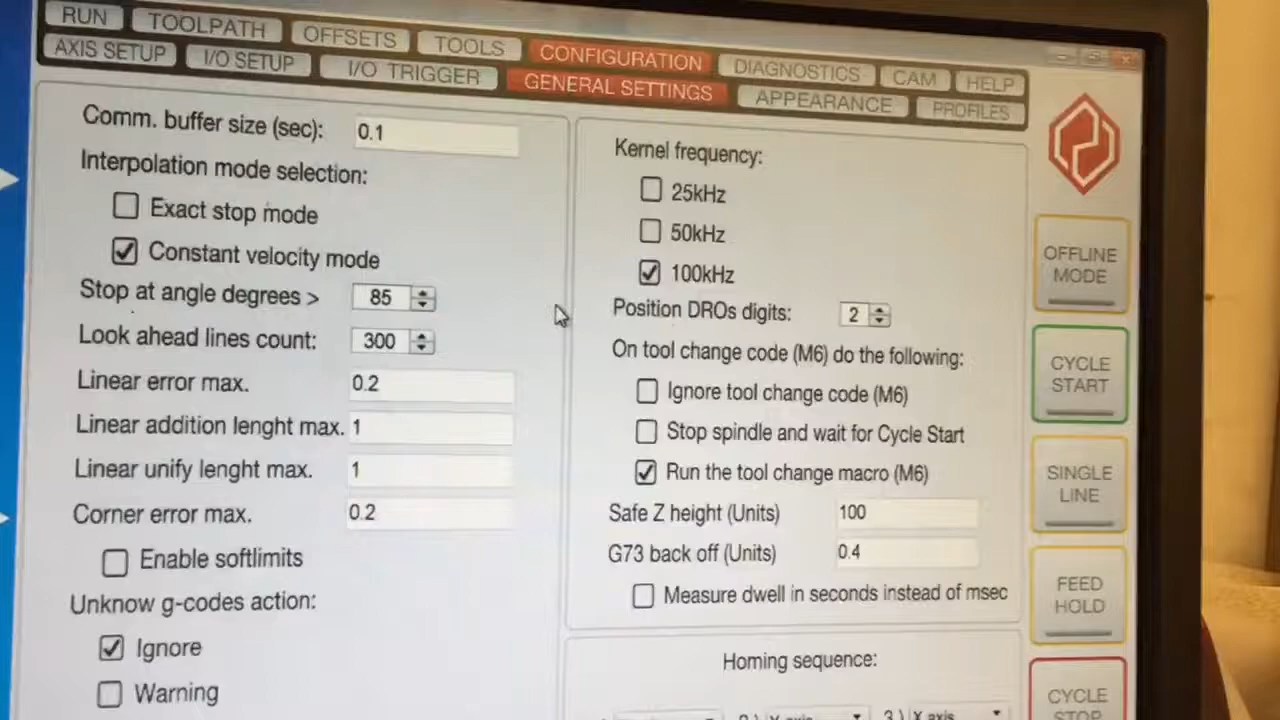 RUN TOOLPATH OFFSETS TOOLS CONFIGURATION DIAGNOSTICS CAM HELP
AXIS SETUP I/O SETUP I/O TRIGGER GENERAL SETTINGS APPEARANCE PROFILES
Comm. buffer size (sec): 0.1
Interpolation mode selection:
Exact stop mode
Constant velocity mode
Stop at angle degrees > 85
Look ahead lines count: 300
Linear error max. 0.2
Linear addition lenght max. 1
Linear unify lenght max. 1
Corner error max. 0.2
Enable softlimits
Unknow g-codes action:
Ignore
Warning
Kernel frequency:
25kHz
50kHz
100kHz
Position DROs digits: 2
On tool change code (M6) do the following:
Ignore tool change code (M6)
Stop spindle and wait for Cycle Start
Run the tool change macro (M6)
Safe Z height (Units) 100
G73 back off (Units) 0.4
Measure dwell in seconds instead of msec
Homing sequence:
OFFLINE
MODE
CYCLE
START
SINGLE
LINE
FEED
HOLD
CYCLE
STOP